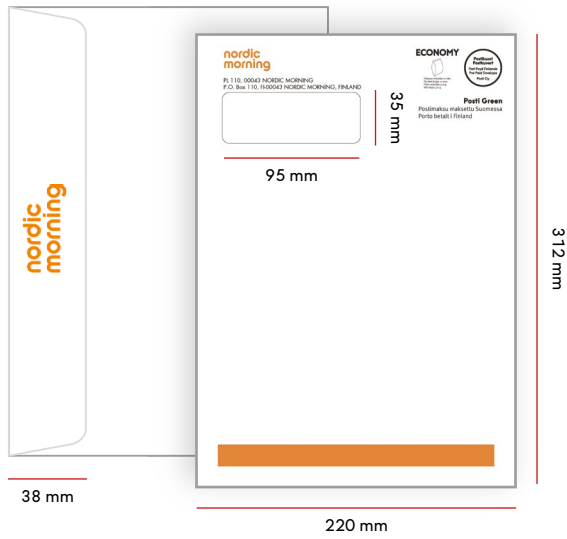 nordic
morning
PL 110, 00043 NORDIC MORNING
P.O. Box 110, FI-00043 NORDIC MORNING, FINLAND
ECONOMY
Posti Green
Postimaksu maksettu Suomessa
Porto betalt i Finland
35 mm
95 mm
nordic
morning
312 mm
38 mm
220 mm